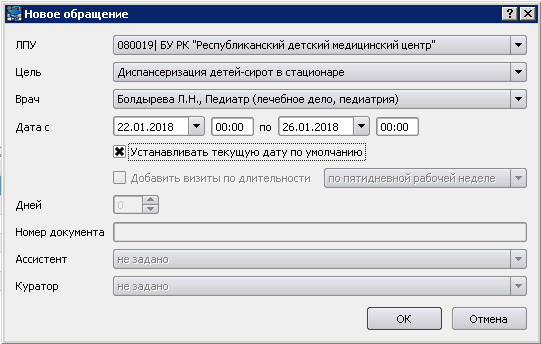 Новое обращение
ЛПУ 080019| БУ РК "Республиканский детский медицинский центр"
Цель Диспансеризация детей-сирот в стационаре
Врач Болдырева Л.Н., Педиатр (лечебное дело, педиатрия)
Дата с 22.01.2018 00:00 по 26.01.2018 00:00
Устанавливать текущую дату по умолчанию
Добавить визиты по длительности по пятидневной рабочей неделе
Дней 0
Номер документа
Ассистент не задано
Куратор не задано
ОК Отмена